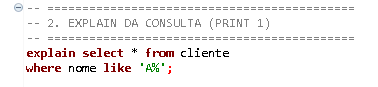 -- =======================================
-- 2. EXPLAIN DA CONSULTA (PRINT 1)
-- =======================================
explain select * from cliente
where nome like 'A%';